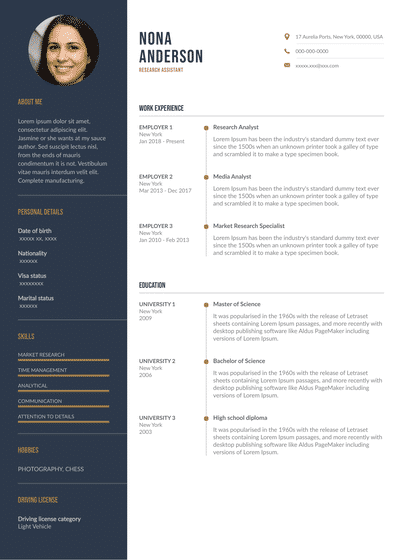 NONA
ANDERSON
RESEARCH ASSISTANT
17 Aurelia Ports, New York, 00000, US
000-000-0000
xxxxx.xxx@xxx.com
ABOUT ME
Lorem ipsum dolor sit amet,
consectetur adipiscing elit.
Jasmine or she wants at my sauce
author. Sed suscipit lectus nisl,
from the ends of mauris
condimentum it is not. Vestibulum
vitae mauris interdum velit elit.
Complete manufacturing.
PERSONAL DETAILS
Date of birth
xxxxx xx, xxxx
Nationality
xxxxxx
Visa status
xxxxxxxx
Marital status
xxxxxx
SKILLS
MARKET RESEARCH
TIME MANAGEMENT
ANALYTICAL
COMMUNICATION
ATTENTION TO DETAILS
HOBBIES
PHOTOGRAPHY, CHESS
DRIVING LICENSE
Driving license category
Light Vehicle
WORK EXPERIENCE
EMPLOYER 1
New York
Jan 2018 - Present
Research Analyst
Lorem Ipsum has been the industry's standard dummy text ever
since the 1500s, when an unknown printer took a galley of type
and scrambled it to make a type specimen book.
EMPLOYER 2
New York
Mar 2013 - Dec 2017
Media Analyst
Lorem Ipsum has been the industry's standard dummy text ever
since the 1500s, when an unknown printer took a galley of type
and scrambled it to make a type specimen book.
EMPLOYER 3
New York
Jan 2010 - Feb 2013
Market Research Specialist
Lorem Ipsum has been the industry's standard dummy text ever
since the 1500s, when an unknown printer took a galley of type
and scrambled it to make a type specimen book.
EDUCATION
UNIVERSITY 1
New York
2009
Master of Science
It was popularised in the 1960s with the release of Letraset
sheets containing Lorem Ipsum passages, and more recently with
desktop publishing software like Aldus PageMaker including
versions of Lorem Ipsum.
UNIVERSITY 2
New York
2006
Bachelor of Science
It was popularised in the 1960s with the release of Letraset
sheets containing Lorem Ipsum passages, and more recently with
desktop publishing software like Aldus PageMaker including
versions of Lorem Ipsum.
UNIVERSITY 3
New York
2003
High school diploma
It was popularised in the 1960s with the release of Letraset
sheets containing Lorem Ipsum passages, and more recently with
desktop publishing software like Aldus PageMaker including
versions of Lorem Ipsum.